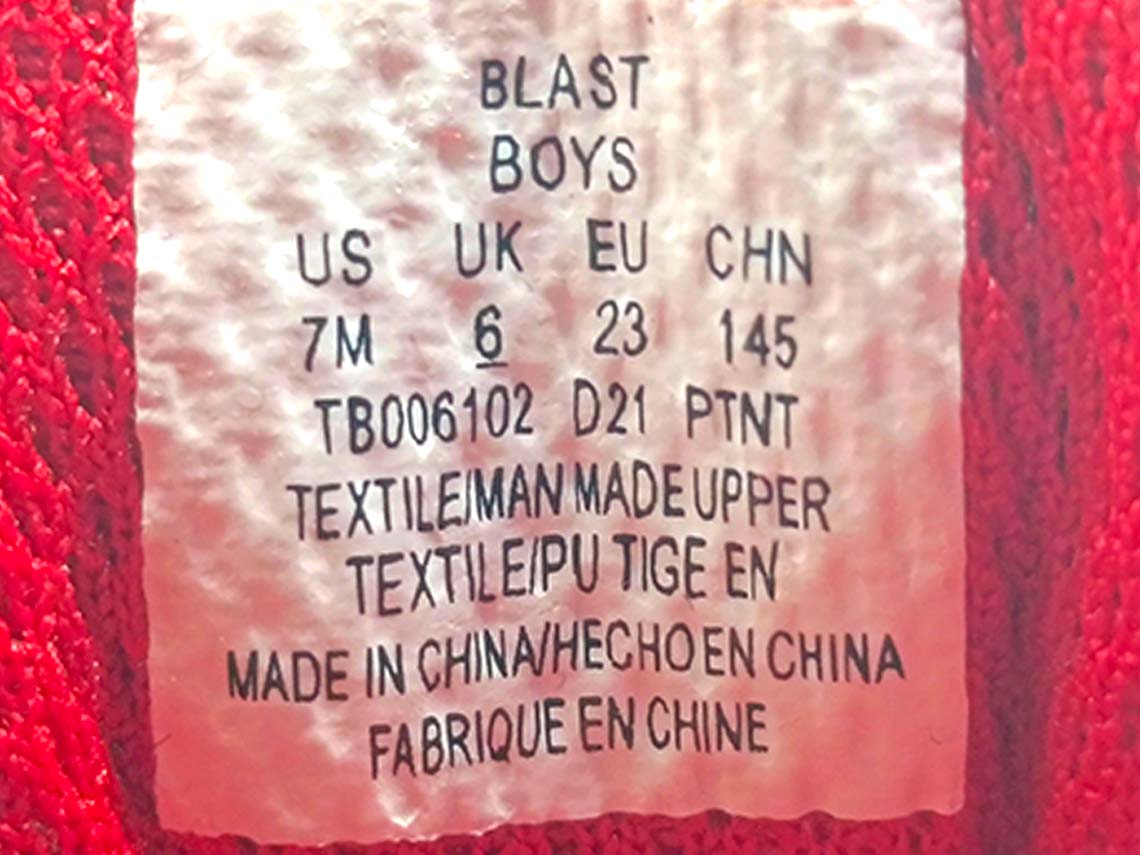 BLAST
BOYS
US UK EU CHN
7M 6 23 145
TB006102 D21 PTNT
TEXTILE/MAN MADE UPPER
TEXTILE/PU TIGE EN
MADE IN CHINA/HECHO EN CHINA
FABRIQUE EN CHINE